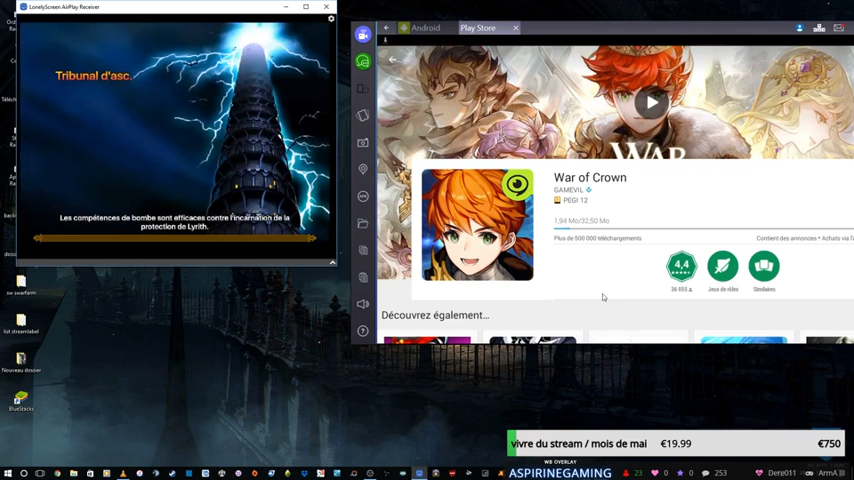 LonelyScreen AirPlay Receiver
Tribunal d'asc.
Les compétences de bombe sont efficaces contre l'incarnation de la
protection de Lyrith.
Android
Play Store
WAR
CROWN
War of Crown
GAMEVIL
PEGI 12
1,94 Mo/32,50 Mo
Plus de 500 000 téléchargements
Contient des annonces • Achats via l'a
4,4
36 055
Jeux de rôles
Similaires
Découvrez également…
sw swarfarm
list streamlabel
Nouveau dossier
BlueStacks
vivre du stream / mois de mai
€19.99
€750
WB OVERLAY
ASPIRINEGAMING
23
0
0
253
Dere011
ArmA